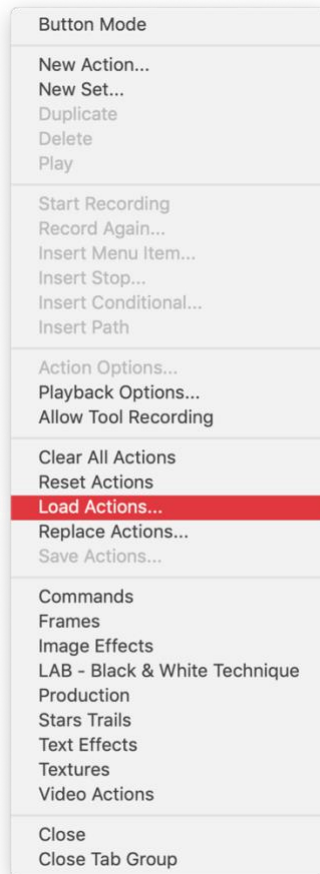 Button Mode
New Action...
New Set...
Duplicate
Delete
Play
Start Recording
Record Again...
Insert Menu Item...
Insert Stop...
Insert Conditional...
Insert Path
Action Options...
Playback Options...
Allow Tool Recording
Clear All Actions
Reset Actions
Load Actions...
Replace Actions...
Save Actions...
Commands
Frames
Image Effects
LAB - Black & White Technique
Production
Stars Trails
Text Effects
Textures
Video Actions
Close
Close Tab Group